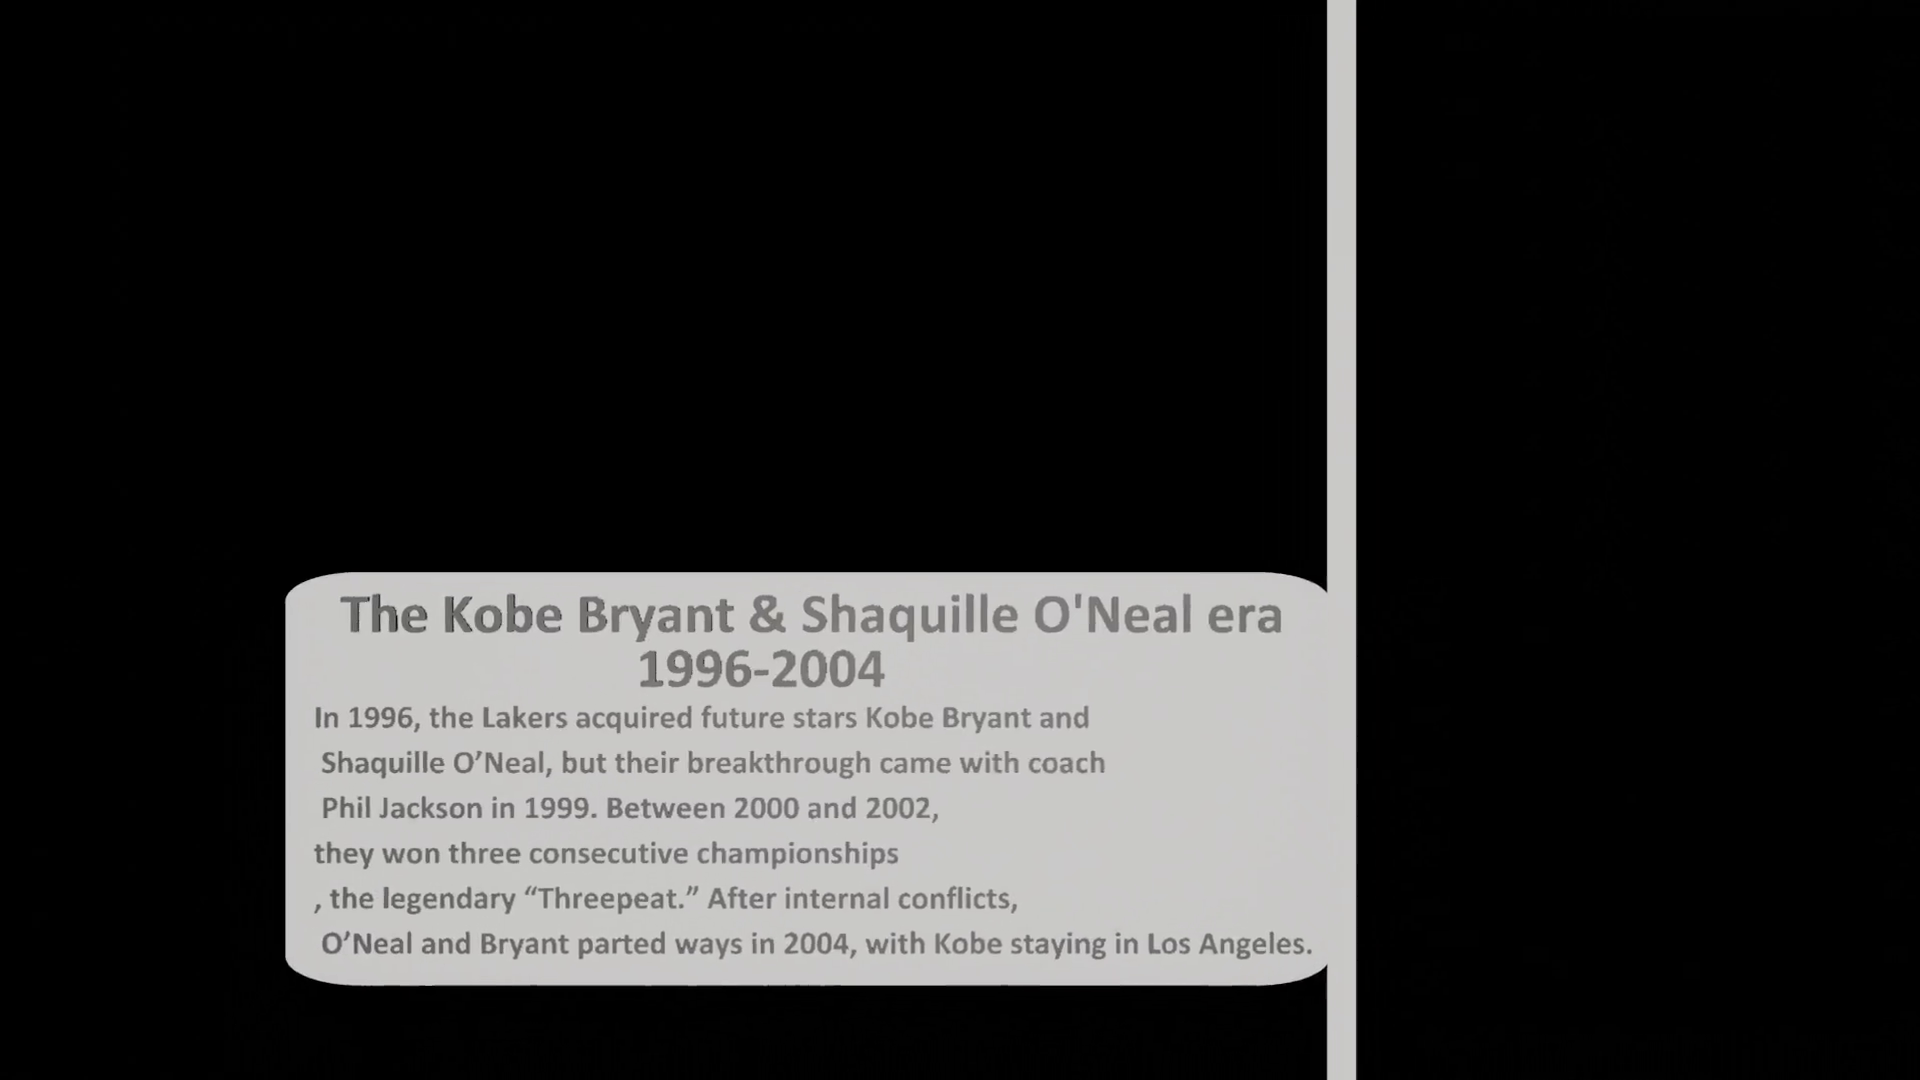 The Kobe Bryant & Shaquille O'Neal era
1996-2004
In 1996, the Lakers acquired future stars Kobe Bryant and
Shaquille O’Neal, but their breakthrough came with coach
Phil Jackson in 1999. Between 2000 and 2002,
they won three consecutive championships
, the legendary “Threepeat.” After internal conflicts,
O’Neal and Bryant parted ways in 2004, with Kobe staying in Los Angeles.